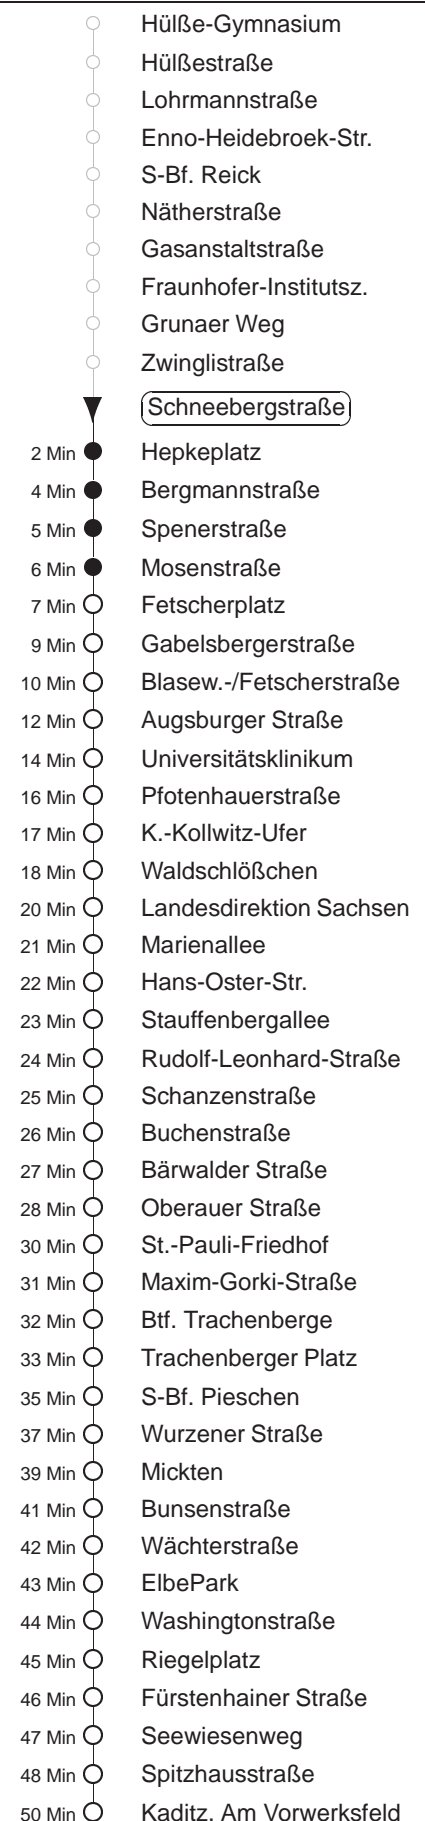 Hülße-Gymnasium
Hülßestraße
Lohrmannstraße
Enno-Heidebroek-Str.
S-Bf. Reick
Nätherstraße
Gasanstaltstraße
Fraunhofer-Institutsz.
Grunaer Weg
Zwinglistraße
Schneebergstraße
2 Min Hepkeplatz
4 Min Bergmannstraße
5 Min Spenerstraße
6 Min Mosenstraße
7 Min Fetscherplatz
9 Min Gabelsbergerstraße
10 Min Blasew.-/Fetscherstraße
12 Min Augsburger Straße
14 Min Universitätsklinikum
16 Min Pfotenhauerstraße
17 Min K.-Kollwitz-Ufer
18 Min Waldschlößchen
20 Min Landesdirektion Sachsen
21 Min Marienallee
22 Min Hans-Oster-Str.
23 Min Stauffenbergallee
24 Min Rudolf-Leonhard-Straße
25 Min Schanzenstraße
26 Min Buchenstraße
27 Min Bärwalder Straße
28 Min Oberauer Straße
30 Min St.-Pauli-Friedhof
31 Min Maxim-Gorki-Straße
32 Min Btf. Trachenberge
33 Min Trachenberger Platz
35 Min S-Bf. Pieschen
37 Min Wurzener Straße
39 Min Mickten
41 Min Bunsenstraße
42 Min Wächterstraße
43 Min ElbePark
44 Min Washingtonstraße
45 Min Riegelplatz
46 Min Fürstenhainer Straße
47 Min Seewiesenweg
48 Min Spitzhausstraße
50 Min Kaditz, Am Vorwerksfeld